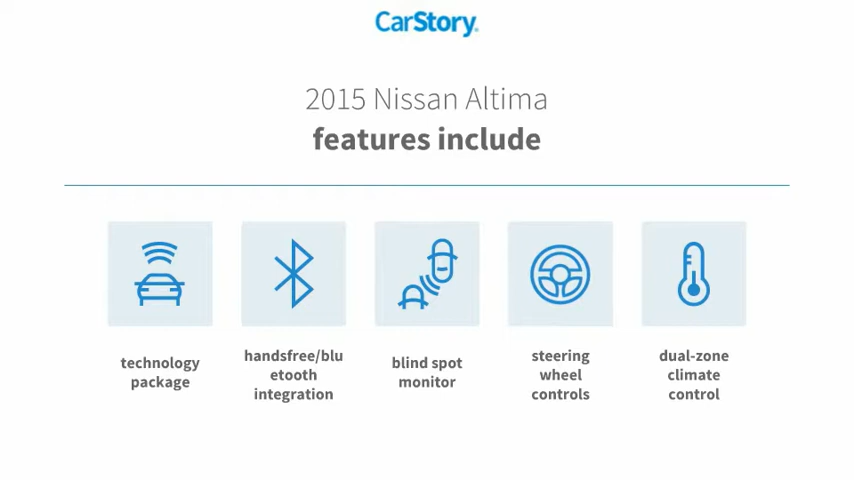 CarStory.
2015 Nissan Altima
features include
technology
package
handsfree/blu
etooth
integration
blind spot
monitor
steering
wheel
controls
dual-zone
climate
control